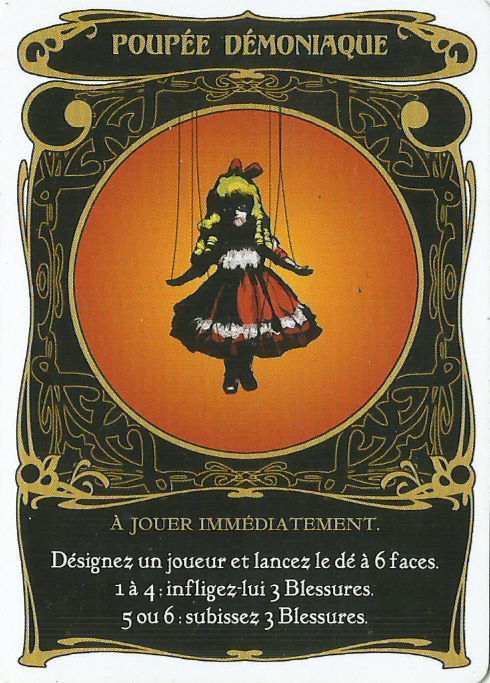 POUPÉE DÉMONIAQUE
À JOUER IMMÉDIATEMENT.
Désignez un joueur et lancez le dé à 6 faces.
1 à 4 : infligez-lui 3 Blessures.
5 ou 6 : subissez 3 Blessures.